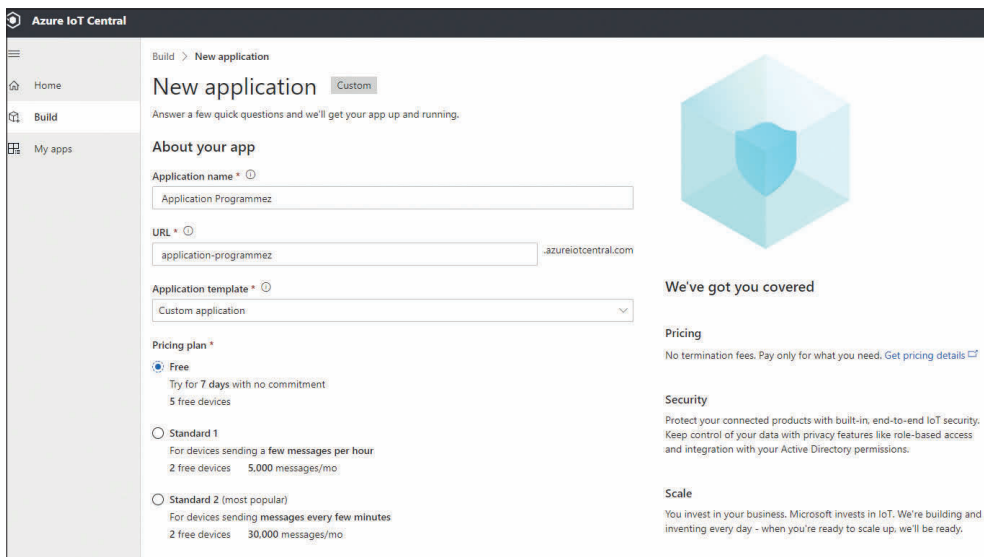 Azure IoT Central
Home
Build
My apps
Build > New application
New application Custom
Answer a few quick questions and we'll get your app up and running.
About your app
Application name *
Application Programmez
URL *
application-programmez .azureiotcentral.com
Application template *
Custom application
Pricing plan *
Free
Try for 7 days with no commitment
5 free devices
Standard 1
For devices sending a few messages per hour
2 free devices 5,000 messages/mo
Standard 2 (most popular)
For devices sending messages every few minutes
2 free devices 30,000 messages/mo
We've got you covered
Pricing
No termination fees. Pay only for what you need. Get pricing details
Security
Protect your connected products with built-in, end-to-end IoT security.
Keep control of your data with privacy features like role-based access
and integration with your Active Directory permissions.
Scale
You invest in your business. Microsoft invests in IoT. We're building and
inventing every day - when you're ready to scale up, we'll be ready.